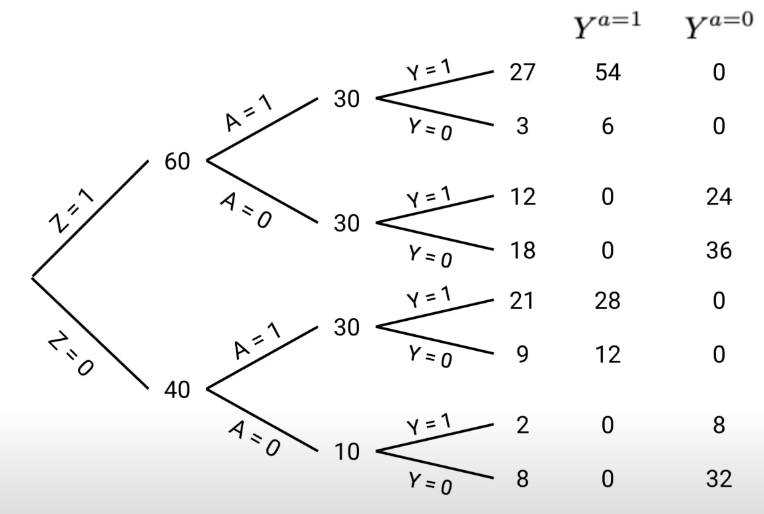 Y^{a=1} Y^{a=0}
Y = 1 27 54 0
A = 1 30
Y = 0 3 6 0
Z = 1 60
Y = 1 12 0 24
A = 0 30
Y = 0 18 0 36
Y = 1 21 28 0
A = 1 30
Y = 0 9 12 0
Z = 0 40
Y = 1 2 0 8
A = 0 10
Y = 0 8 0 32